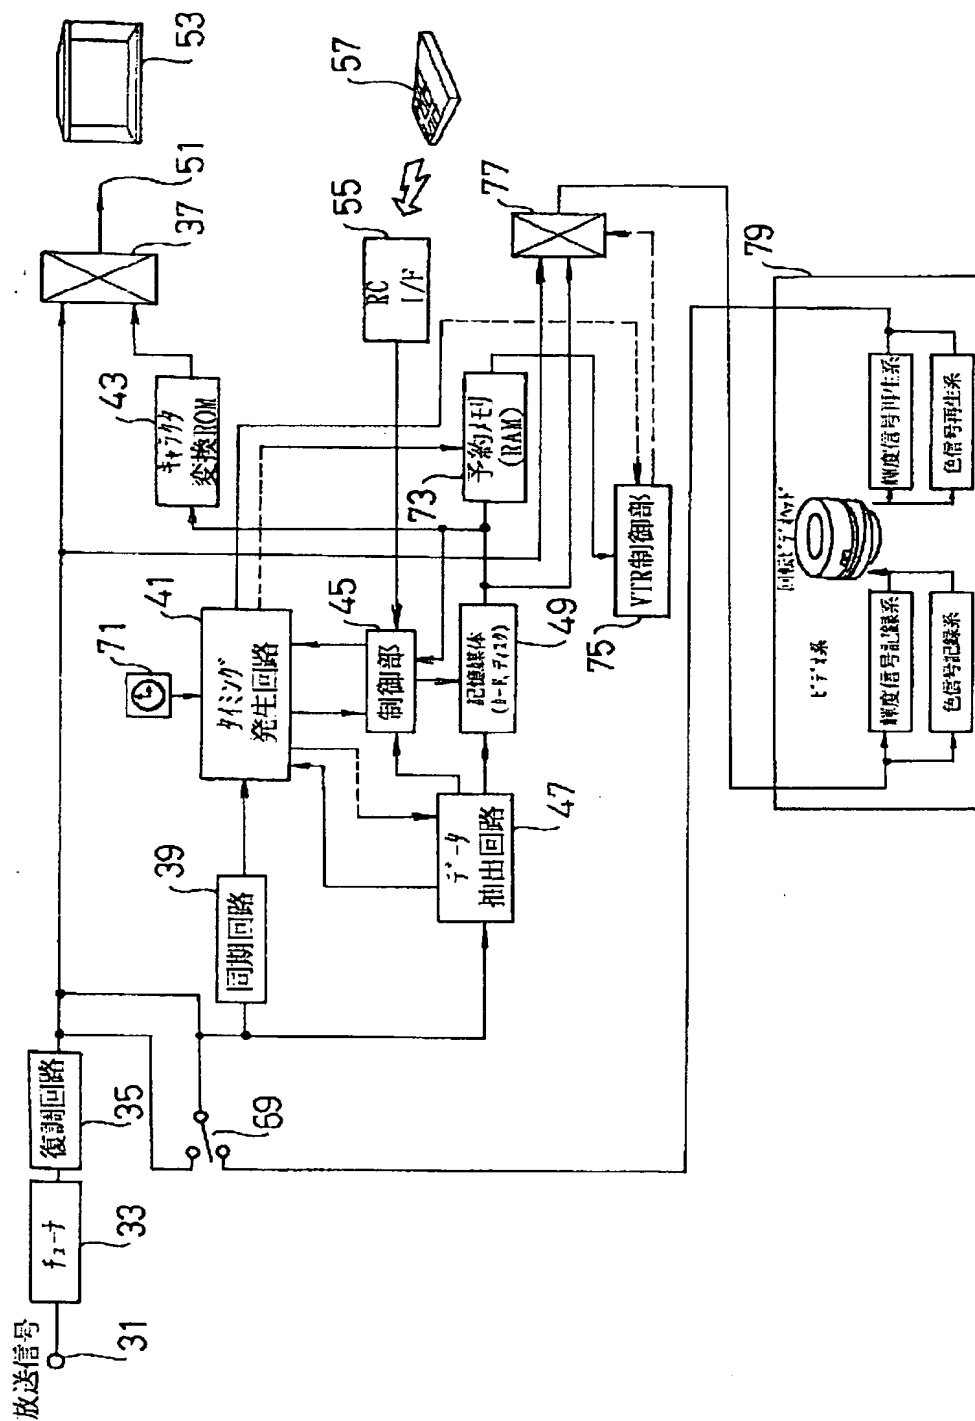 放送信号
31
チューナ
33
復調回路
35
69
同期回路
39
71
タイミング
発生回路
41
キャラクタ
変換ROM
43
37
51
53
データ
抽出回路
47
制御部
45
記憶媒体
(カード、ディスク)
49
予約メモリ
(RAM)
73
RC
I/F
55
57
VTR制御部
75
77
79
ビデオ系
回転ビデオヘッド
輝度信号記録系
色信号記録系
輝度信号再生系
色信号再生系